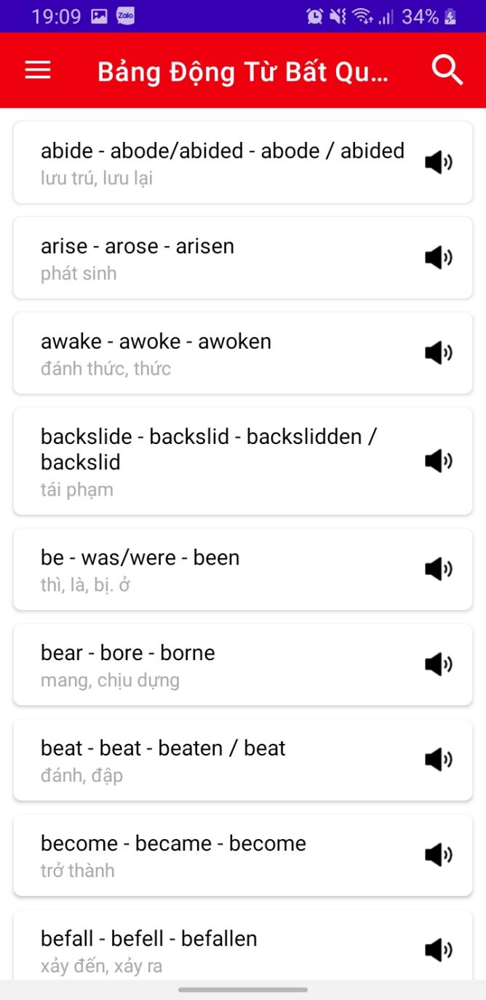 19:09 Zalo 34%
Bảng Động Từ Bất Qu...
abide - abode/abided - abode / abided
lưu trú, lưu lại
arise - arose - arisen
phát sinh
awake - awoke - awoken
đánh thức, thức
backslide - backslid - backslidden /
backslid
tái phạm
be - was/were - been
thì, là, bị. ở
bear - bore - borne
mang, chịu dựng
beat - beat - beaten / beat
đánh, đập
become - became - become
trở thành
befall - befell - befallen
xảy đến, xảy ra